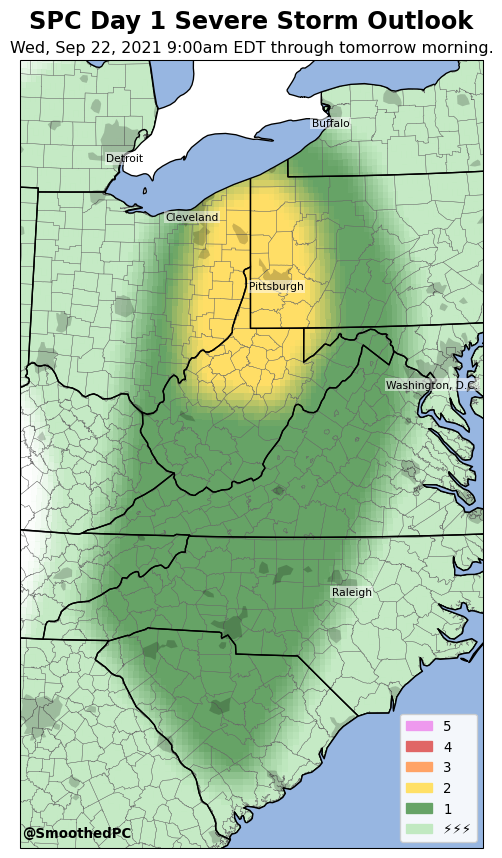 SPC Day 1 Severe Storm Outlook
Wed, Sep 22, 2021 9:00am EDT through tomorrow morning.
Buffalo
Detroit
Cleveland
Pittsburgh
Washington, D.C.
Raleigh
5
4
3
2
1
⚡⚡⚡
@SmoothedPC